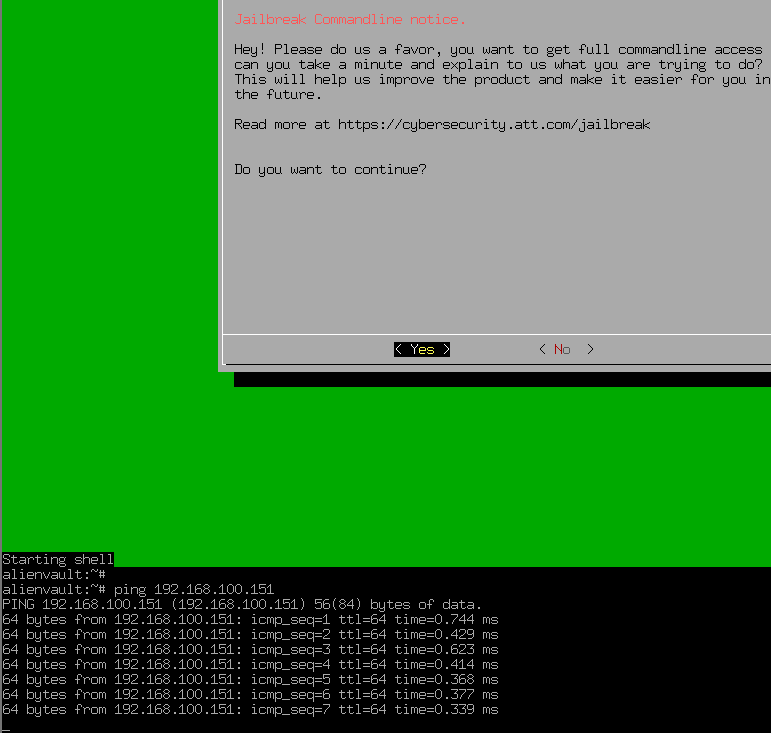 Jailbreak Commandline notice.
Hey! Please do us a favor, you want to get full commandline access
can you take a minute and explain to us what you are trying to do?
This will help us improve the product and make it easier for you in
the future.
Read more at https://cybersecurity.att.com/jailbreak
Do you want to continue?
< Yes > < No >
Starting shell
alienvault:~#
alienvault:~# ping 192.168.100.151
PING 192.168.100.151 (192.168.100.151) 56(84) bytes of data.
64 bytes from 192.168.100.151: icmp_seq=1 ttl=64 time=0.744 ms
64 bytes from 192.168.100.151: icmp_seq=2 ttl=64 time=0.429 ms
64 bytes from 192.168.100.151: icmp_seq=3 ttl=64 time=0.623 ms
64 bytes from 192.168.100.151: icmp_seq=4 ttl=64 time=0.414 ms
64 bytes from 192.168.100.151: icmp_seq=5 ttl=64 time=0.368 ms
64 bytes from 192.168.100.151: icmp_seq=6 ttl=64 time=0.377 ms
64 bytes from 192.168.100.151: icmp_seq=7 ttl=64 time=0.339 ms